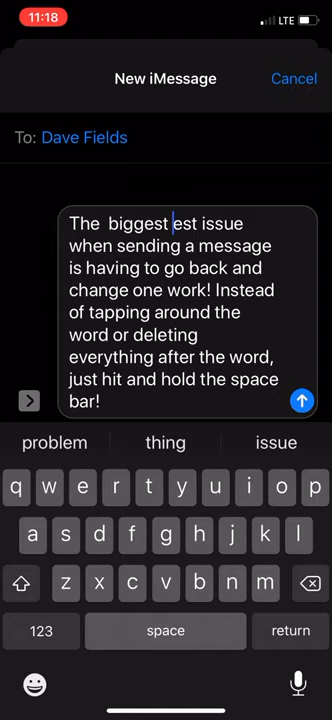 11:18
LTE
New iMessage
Cancel
To: Dave Fields
The  biggest est issue
when sending a message
is having to go back and
change one work! Instead
of tapping around the
word or deleting
everything after the word,
just hit and hold the space
bar!
problem
thing
issue
q w e r t y u i o p
a s d f g h j k l
z x c v b n m
123
space
return